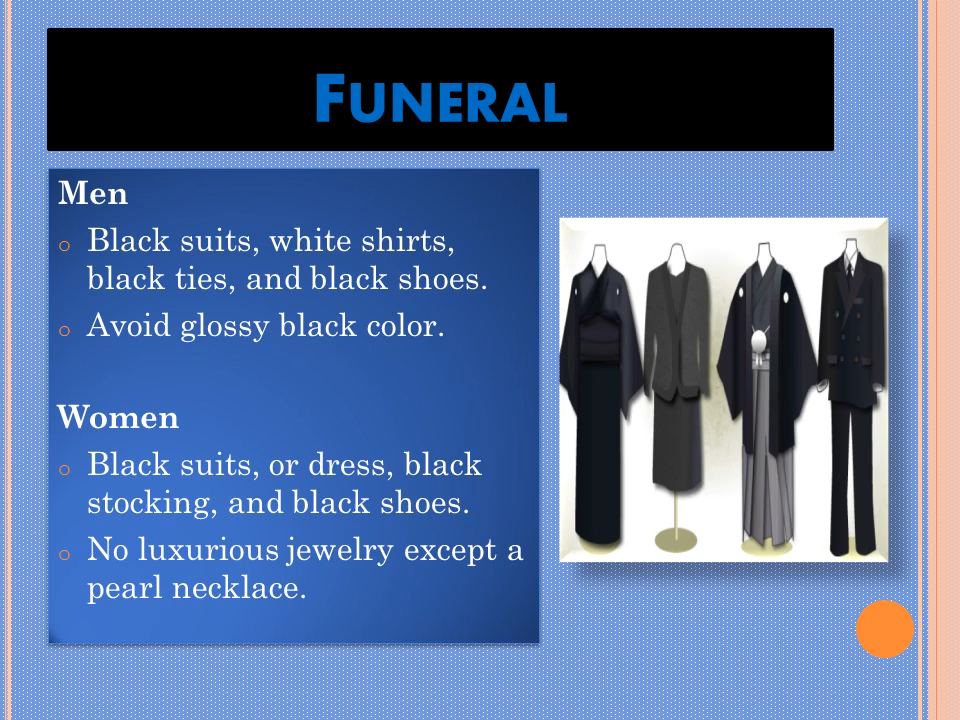 FUNERAL
Men
o Black suits, white shirts,
black ties, and black shoes.
o Avoid glossy black color.
Women
o Black suits, or dress, black
stocking, and black shoes.
o No luxurious jewelry except a
pearl necklace.